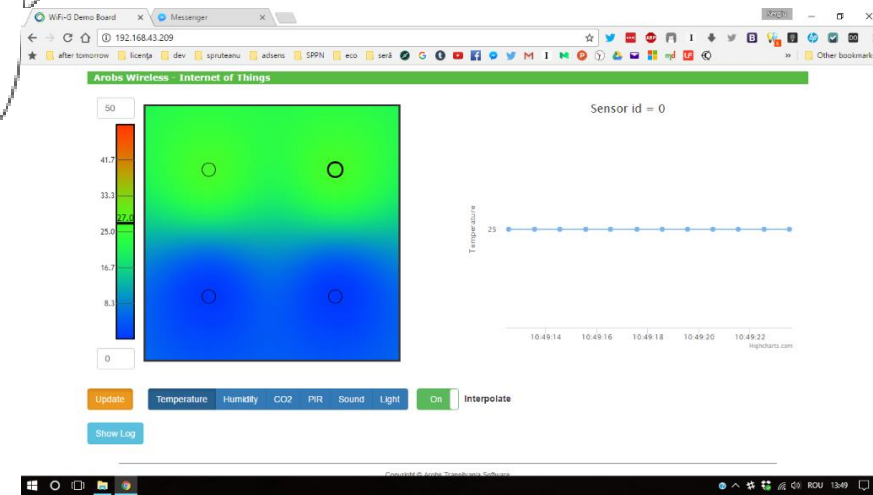 WiFi-G Demo Board
Messenger
Sergiu
192.168.43.209
after tomorrow licența dev spruteanu adsens SPPN eco seră Other bookmark
Arobs Wireless - Internet of Things
50
41.7
33.3
27.0
25.0
16.7
8.3
0
Sensor id = 0
Temperature
25
10:49:14 10:49:16 10:49:18 10:49:20 10:49:22
Highcharts.com
Update Temperature Humidity CO2 PIR Sound Light On Interpolate
Show Log
Copyright © Arobs Transilvania Software
ROU 13:49